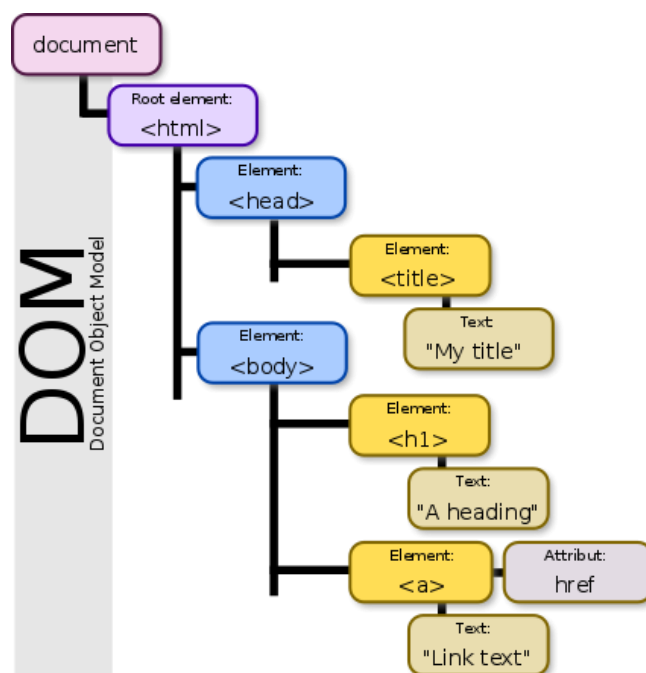 document
Root element:
<html>
Element:
<head>
Element:
<title>
Text
"My title"
Element:
<body>
Element:
<h1>
Text:
"A heading"
Element:
<a>
Attribut:
href
Text:
"Link text"
DOM
Document Object Model